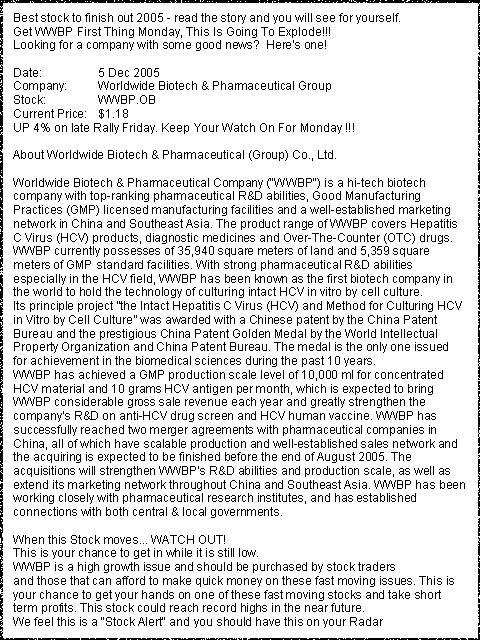 Best stock to finish out 2005 - read the story and you will see for yourself.
Get WWBP First Thing Monday, This Is Going To Explode!!!
Looking for a company with some good news?  Here's one!
Date: 5 Dec 2005
Company: Worldwide Biotech & Pharmaceutical Group
Stock: WWBP.OB
Current Price: $1.18
UP 4% on late Rally Friday. Keep Your Watch On For Monday !!!
About Worldwide Biotech & Pharmaceutical (Group) Co., Ltd.
Worldwide Biotech & Pharmaceutical Company ("WWBP") is a hi-tech biotech
company with top-ranking pharmaceutical R&D abilities, Good Manufacturing
Practices (GMP) licensed manufacturing facilities and a well-established marketing
network in China and Southeast Asia. The product range of WWBP covers Hepatitis
C Virus (HCV) products, diagnostic medicines and Over-The-Counter (OTC) drugs.
WWBP currently possesses of 35,940 square meters of land and 5,359 square
meters of GMP standard facilities. With strong pharmaceutical R&D abilities
especially in the HCV field, WWBP has been known as the first biotech company in
the world to hold the technology of culturing intact HCV in vitro by cell culture.
Its principle project "the Intact Hepatitis C Virus (HCV) and Method for Culturing HCV
in Vitro by Cell Culture" was awarded with a Chinese patent by the China Patent
Bureau and the prestigious China Patent Golden Medal by the World Intellectual
Property Organization and China Patent Bureau. The medal is the only one issued
for achievement in the biomedical sciences during the past 10 years.
WWBP has achieved a GMP production scale level of 10,000 ml for concentrated
HCV material and 10 grams HCV antigen per month, which is expected to bring
WWBP considerable gross sale revenue each year and greatly strengthen the
company's R&D on anti-HCV drug screen and HCV human vaccine. WWBP has
successfully reached two merger agreements with pharmaceutical companies in
China, all of which have scalable production and well-established sales network and
the acquiring is expected to be finished before the end of August 2005. The
acquisitions will strengthen WWBP's R&D abilities and production scale, as well as
extend its marketing network throughout China and Southeast Asia. WWBP has been
working closely with pharmaceutical research institutes, and has established
connections with both central & local governments.
When this Stock moves... WATCH OUT!
This is your chance to get in while it is still low.
WWBP is a high growth issue and should be purchased by stock traders
and those that can afford to make quick money on these fast moving issues. This is
your chance to get your hands on one of these fast moving stocks and take short
term profits. This stock could reach record highs in the near future.
We feel this is a "Stock Alert" and you should have this on your Radar